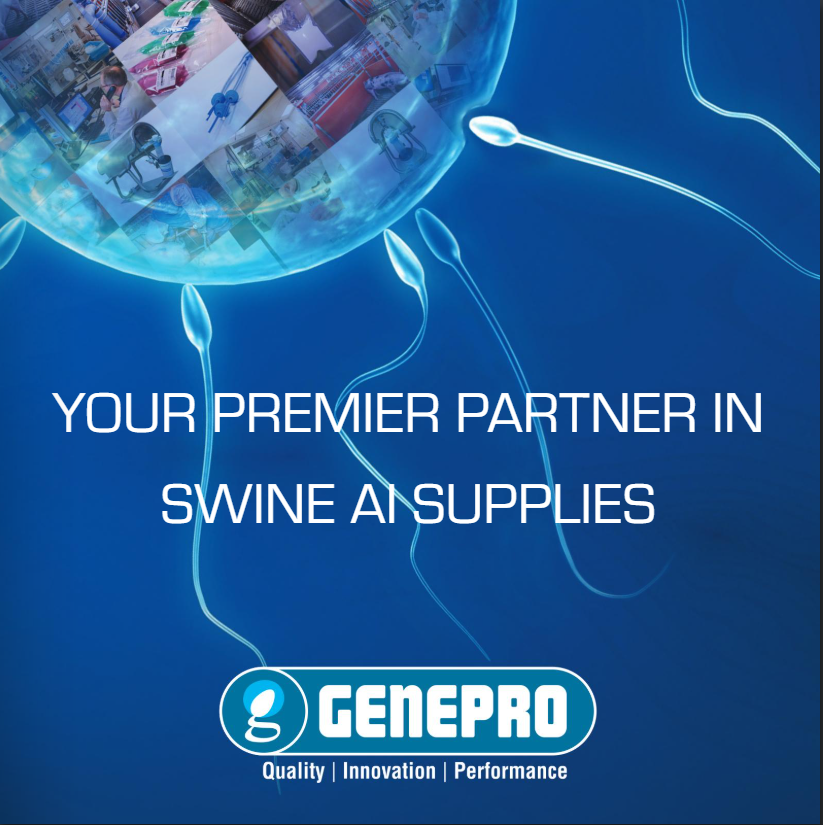 YOUR PREMIER PARTNER IN
SWINE AI SUPPLIES
GENEPRO
Quality | Innovation | Performance